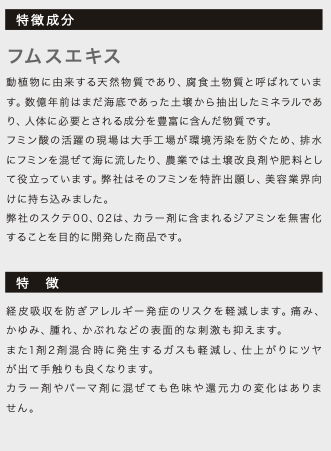 特徴成分
フムスエキス
動植物に由来する天然物質であり、腐食土物質と呼ばれていま
す。数億年前はまだ海底であった土壌から抽出したミネラルであ
り、人体に必要とされる成分を豊富に含んだ物質です。
フミン酸の活躍の現場は大手工場が環境汚染を防ぐため、排水
にフミンを混ぜて海に流したり、農業では土壌改良剤や肥料とし
て役立っています。弊社はそのフミンを特許出願し、美容業界向
けに持ち込みました。
弊社のスクテ00、02は、カラー剤に含まれるジアミンを無害化
することを目的に開発した商品です。
特　徴
経皮吸収を防ぎアレルギー発症のリスクを軽減します。痛み、
かゆみ、腫れ、かぶれなどの表面的な刺激も抑えます。
また1剤2剤混合時に発生するガスも軽減し、仕上がりにツヤ
が出て手触りも良くなります。
カラー剤やパーマ剤に混ぜても色味や還元力の変化はありま
せん。